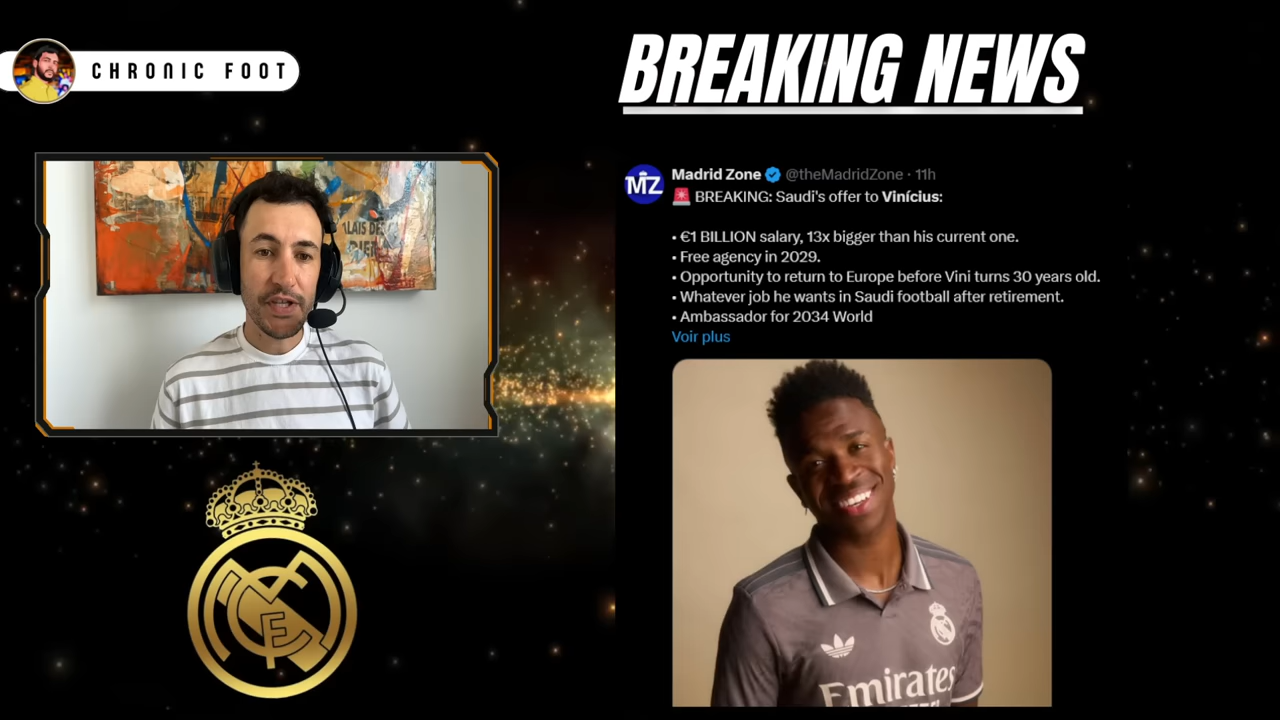 CHRONIC FOOT
BREAKING NEWS
MZ
Madrid Zone @theMadridZone · 11h
🚨 BREAKING: Saudi's offer to Vinícius:
• €1 BILLION salary, 13x bigger than his current one.
• Free agency in 2029.
• Opportunity to return to Europe before Vini turns 30 years old.
• Whatever job he wants in Saudi football after retirement.
• Ambassador for 2034 World
Voir plus
Emirates